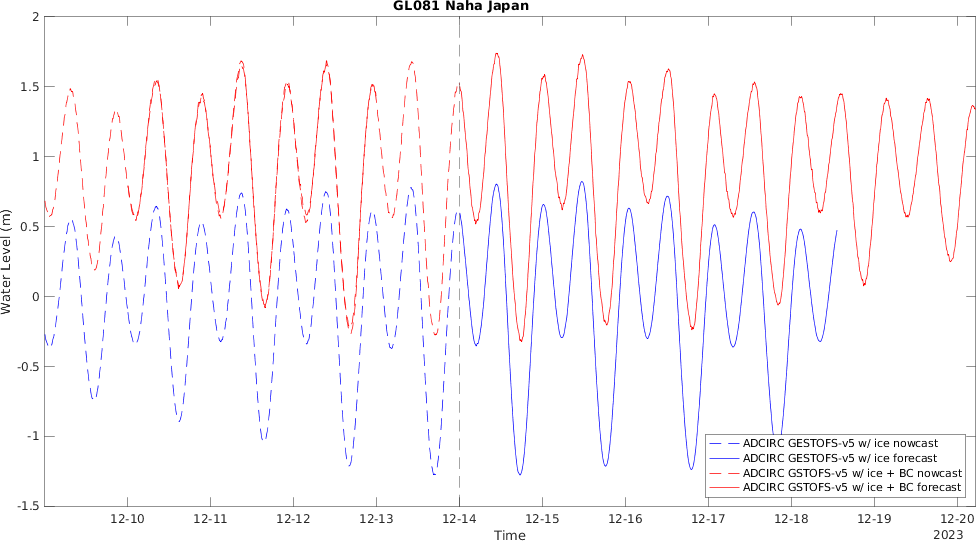 GL081 Naha Japan
2
1.5
1
0.5
0
-0.5
-1
-1.5
Water Level (m)
12-10 12-11 12-12 12-13 12-14 12-15 12-16 12-17 12-18 12-19 12-20
Time
2023
ADCIRC GESTOFS-v5 w/ ice nowcast
ADCIRC GESTOFS-v5 w/ ice forecast
ADCIRC GSTOFS-v5 w/ ice + BC nowcast
ADCIRC GSTOFS-v5 w/ ice + BC forecast